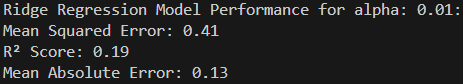 Ridge Regression Model Performance for alpha: 0.01:
Mean Squared Error: 0.41
R² Score: 0.19
Mean Absolute Error: 0.13